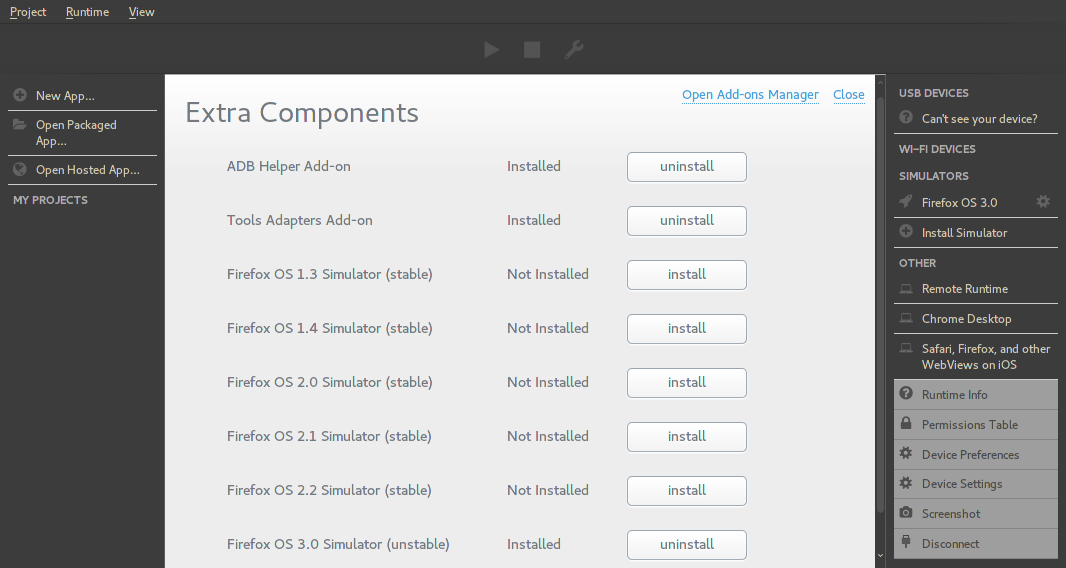 Project Runtime View
New App...
Open Packaged
App...
Open Hosted App...
MY PROJECTS
Open Add-ons Manager Close
Extra Components
ADB Helper Add-on Installed uninstall
Tools Adapters Add-on Installed uninstall
Firefox OS 1.3 Simulator (stable) Not Installed install
Firefox OS 1.4 Simulator (stable) Not Installed install
Firefox OS 2.0 Simulator (stable) Not Installed install
Firefox OS 2.1 Simulator (stable) Not Installed install
Firefox OS 2.2 Simulator (stable) Not Installed install
Firefox OS 3.0 Simulator (unstable) Installed uninstall
USB DEVICES
Can't see your device?
WI-FI DEVICES
SIMULATORS
Firefox OS 3.0
Install Simulator
OTHER
Remote Runtime
Chrome Desktop
Safari, Firefox, and other
WebViews on iOS
Runtime Info
Permissions Table
Device Preferences
Device Settings
Screenshot
Disconnect